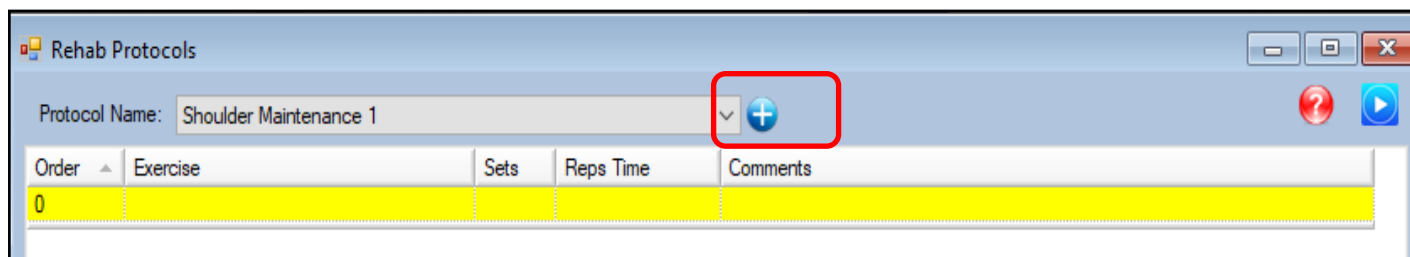 Rehab Protocols
Protocol Name: Shoulder Maintenance 1
Order Exercise Sets Reps Time Comments
0